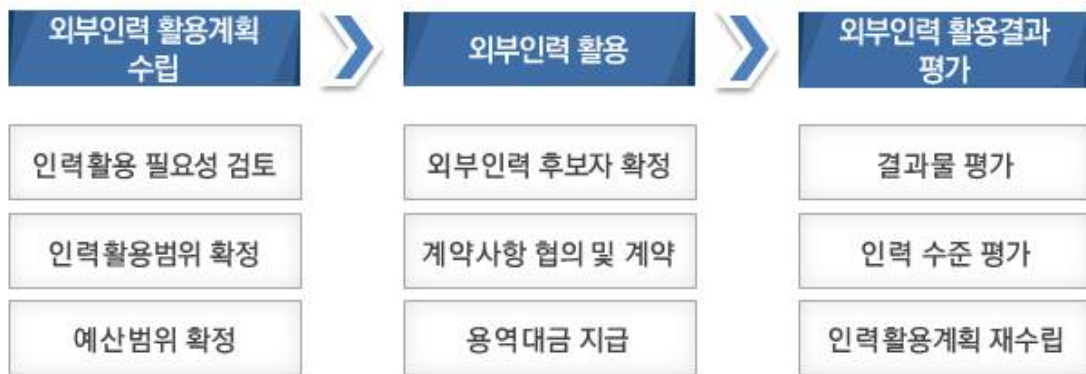 외부인력 활용계획
수립
외부인력 활용
외부인력 활용결과
평가
인력활용 필요성 검토
외부인력 후보자 확정
결과물 평가
인력활용범위 확정
계약사항 협의 및 계약
인력 수준 평가
예산범위 확정
용역대금 지급
인력활용계획 재수립